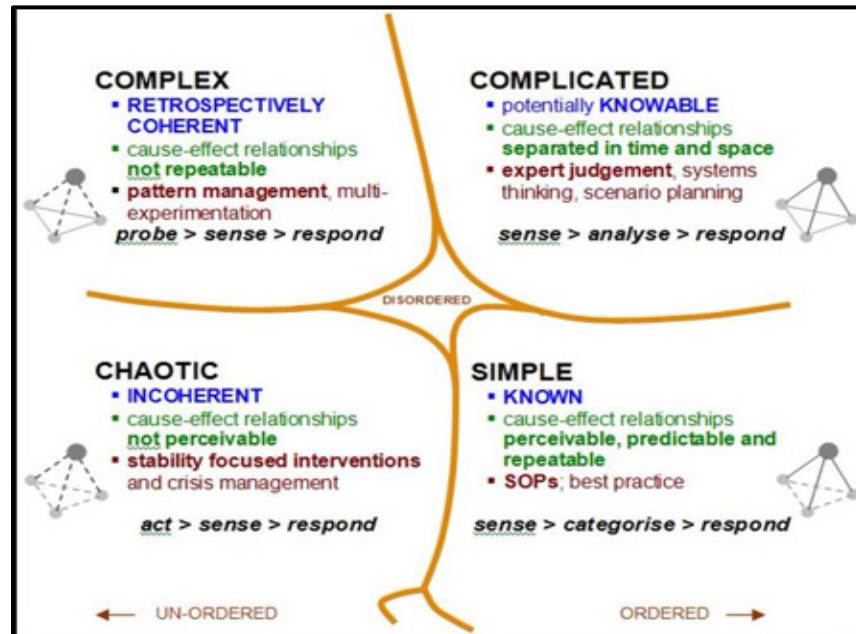 COMPLEX
▪ RETROSPECTIVELY
COHERENT
▪ cause-effect relationships
not repeatable
▪ pattern management, multi-
experimentation
probe > sense > respond
COMPLICATED
▪ potentially KNOWABLE
▪ cause-effect relationships
separated in time and space
▪ expert judgement, systems
thinking, scenario planning
sense > analyse > respond
DISORDERED
CHAOTIC
▪ INCOHERENT
▪ cause-effect relationships
not perceivable
▪ stability focused interventions
and crisis management
act > sense > respond
SIMPLE
▪ KNOWN
▪ cause-effect relationships
perceivable, predictable and
repeatable
▪ SOPs; best practice
sense > categorise > respond
← UN-ORDERED
ORDERED →